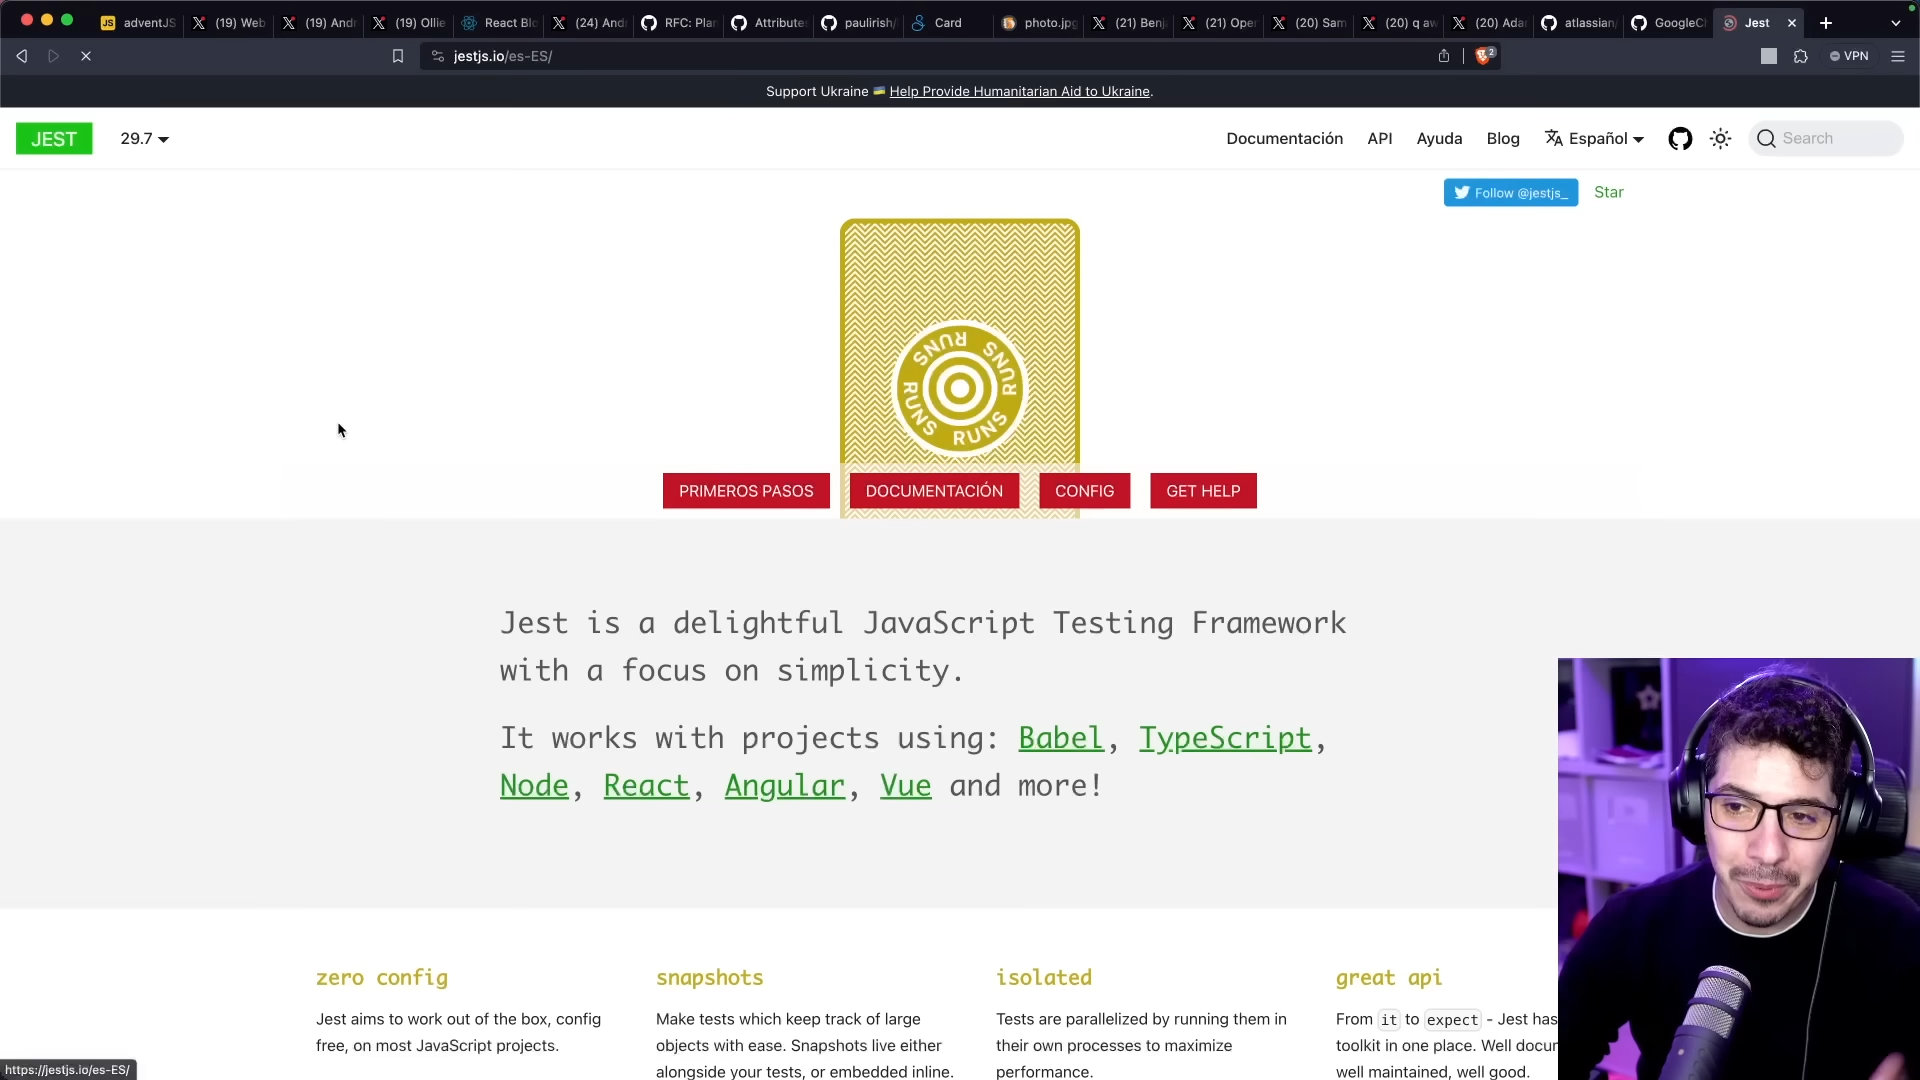 JS adventJS
(19) Web
(19) Andr
(19) Ollie
React Blo
(24) And
RFC: Plan
Attribute
paulirish/
Card
photo.jpg
(21) Benj
(21) Oper
(20) Sam
(20) q aw
(20) Adar
atlassian/
GoogleCh
Jest
jestjs.io/es-ES/
2
VPN
Support Ukraine Help Provide Humanitarian Aid to Ukraine.
JEST
29.7
Documentación
API
Ayuda
Blog
Español
Search
Follow @jestjs_
Star
RUNS RUNS RUNS RUNS
PRIMEROS PASOS
DOCUMENTACIÓN
CONFIG
GET HELP
Jest is a delightful JavaScript Testing Framework
with a focus on simplicity.
It works with projects using: Babel, TypeScript,
Node, React, Angular, Vue and more!
zero config
Jest aims to work out of the box, config
free, on most JavaScript projects.
snapshots
Make tests which keep track of large
objects with ease. Snapshots live either
alongside your tests, or embedded inline.
isolated
Tests are parallelized by running them in
their own processes to maximize
performance.
great api
From it to expect - Jest has
toolkit in one place. Well docu
well maintained, well good.
https://jestjs.io/es-ES/